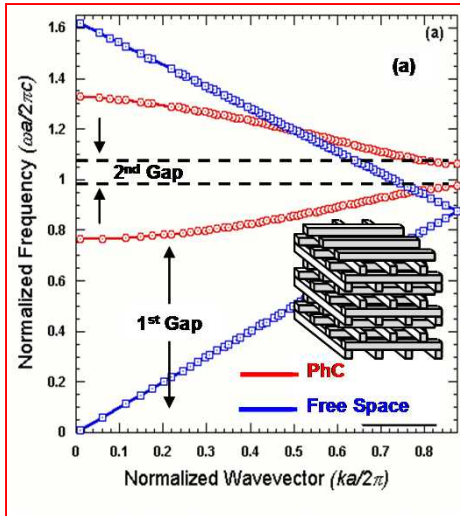 (a)
(a)
1.6
1.4
1.2
1
0.8
0.6
0.4
0.2
0
Normalized Frequency (ωa/2πc)
2nd Gap
1st Gap
PhC
Free Space
0 0.1 0.2 0.3 0.4 0.5 0.6 0.7 0.8
Normalized Wavevector (ka/2π)